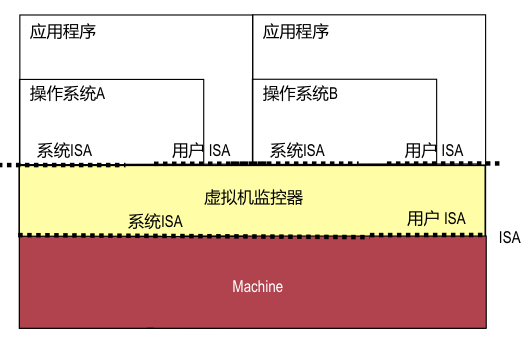 应用程序 应用程序
操作系统A 操作系统B
系统ISA 用户 ISA 系统ISA 用户 ISA
虚拟机监控器
系统ISA 用户 ISA
ISA
Machine